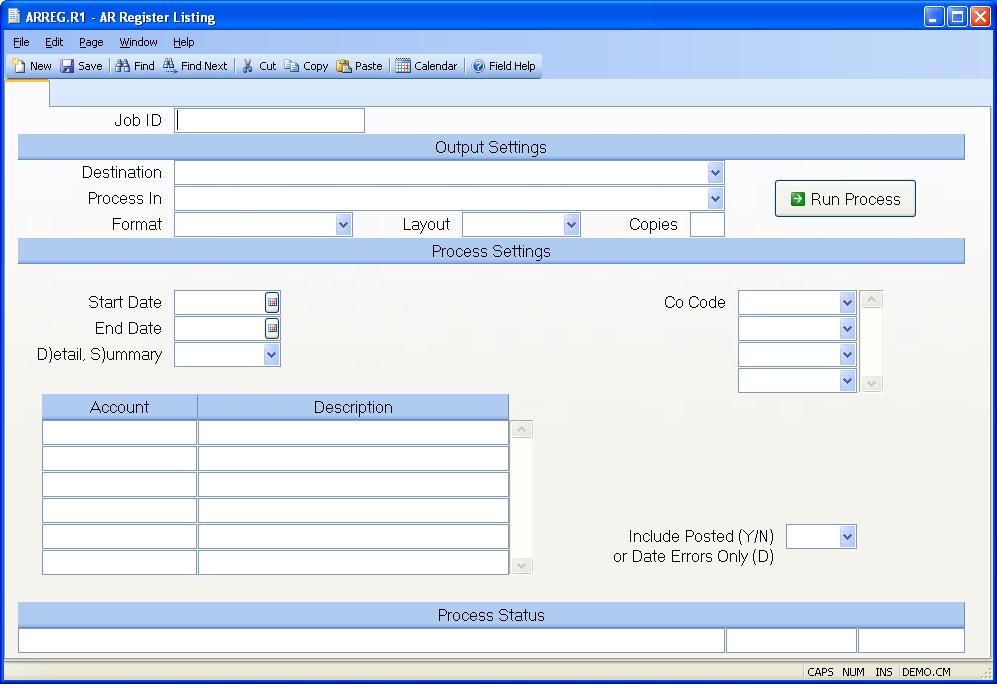 ARREG.R1 - AR Register Listing
File Edit Page Window Help
New Save Find Find Next Cut Copy Paste Calendar Field Help
Job ID
Output Settings
Destination
Process In
Run Process
Format Layout Copies
Process Settings
Start Date Co Code
End Date
D)etail, S)ummary
Account Description
Include Posted (Y/N)
or Date Errors Only (D)
Process Status
CAPS NUM INS DEMO.CM